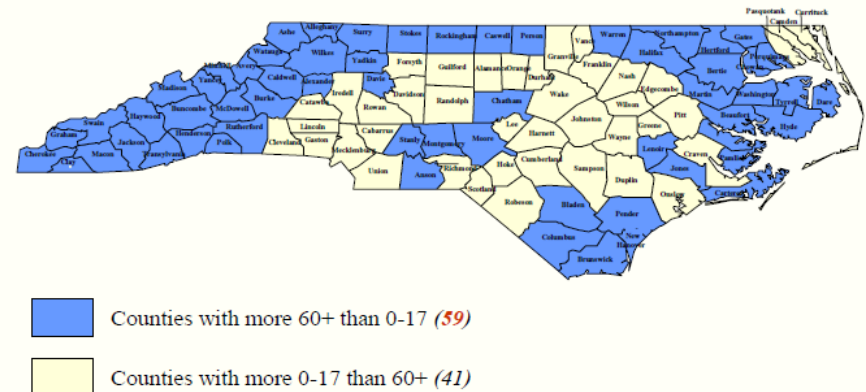 Pasquotank Currituck
Camden
Ashe Alleghany Surry Stokes Rockingham Caswell Person Vance Warren Northampton Gates
Granville Halifax Hertford Perquimans
Watauga Wilkes Yadkin Forsyth Guilford Alamance Orange Durham Franklin Bertie Chowan
Mitchell Avery Yancey Caldwell Alexander Davie Davidson Nash Edgecombe Martin Washington Tyrrell Dare
Madison Iredell Randolph Chatham Wake Wilson
Buncombe McDowell Burke Catawba Rowan Johnston Greene Pitt Beaufort Hyde
Haywood Swain Rutherford Lincoln Cabarrus Lee Harnett Wayne
Graham Jackson Henderson Polk Cleveland Gaston Mecklenburg Stanly Montgomery Moore Lenoir Craven Pamlico
Cherokee Clay Macon Transylvania Union Anson Richmond Hoke Cumberland Sampson Duplin Jones
Scotland Onslow Carteret
Robeson Bladen Pender
Columbus New
Hanover
Brunswick
Counties with more 60+ than 0-17 (59)
Counties with more 0-17 than 60+ (41)